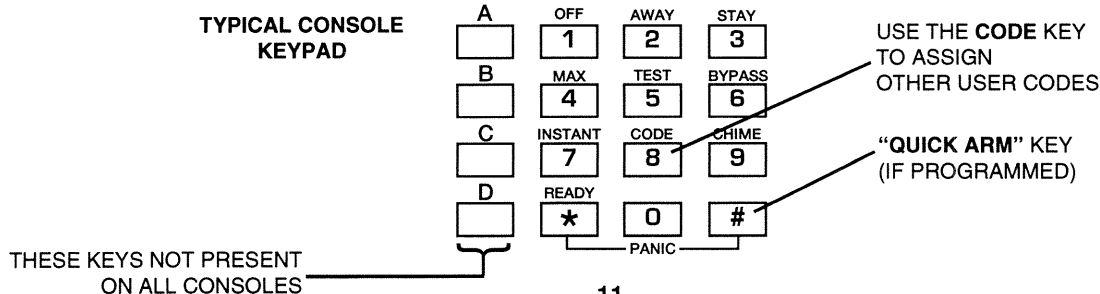 TYPICAL CONSOLE
KEYPAD
A OFF AWAY STAY
1 2 3
B MAX TEST BYPASS
4 5 6
C INSTANT CODE CHIME
7 8 9
D READY
* 0 #
PANIC
USE THE CODE KEY
TO ASSIGN
OTHER USER CODES
“QUICK ARM” KEY
(IF PROGRAMMED)
THESE KEYS NOT PRESENT
ON ALL CONSOLES
11